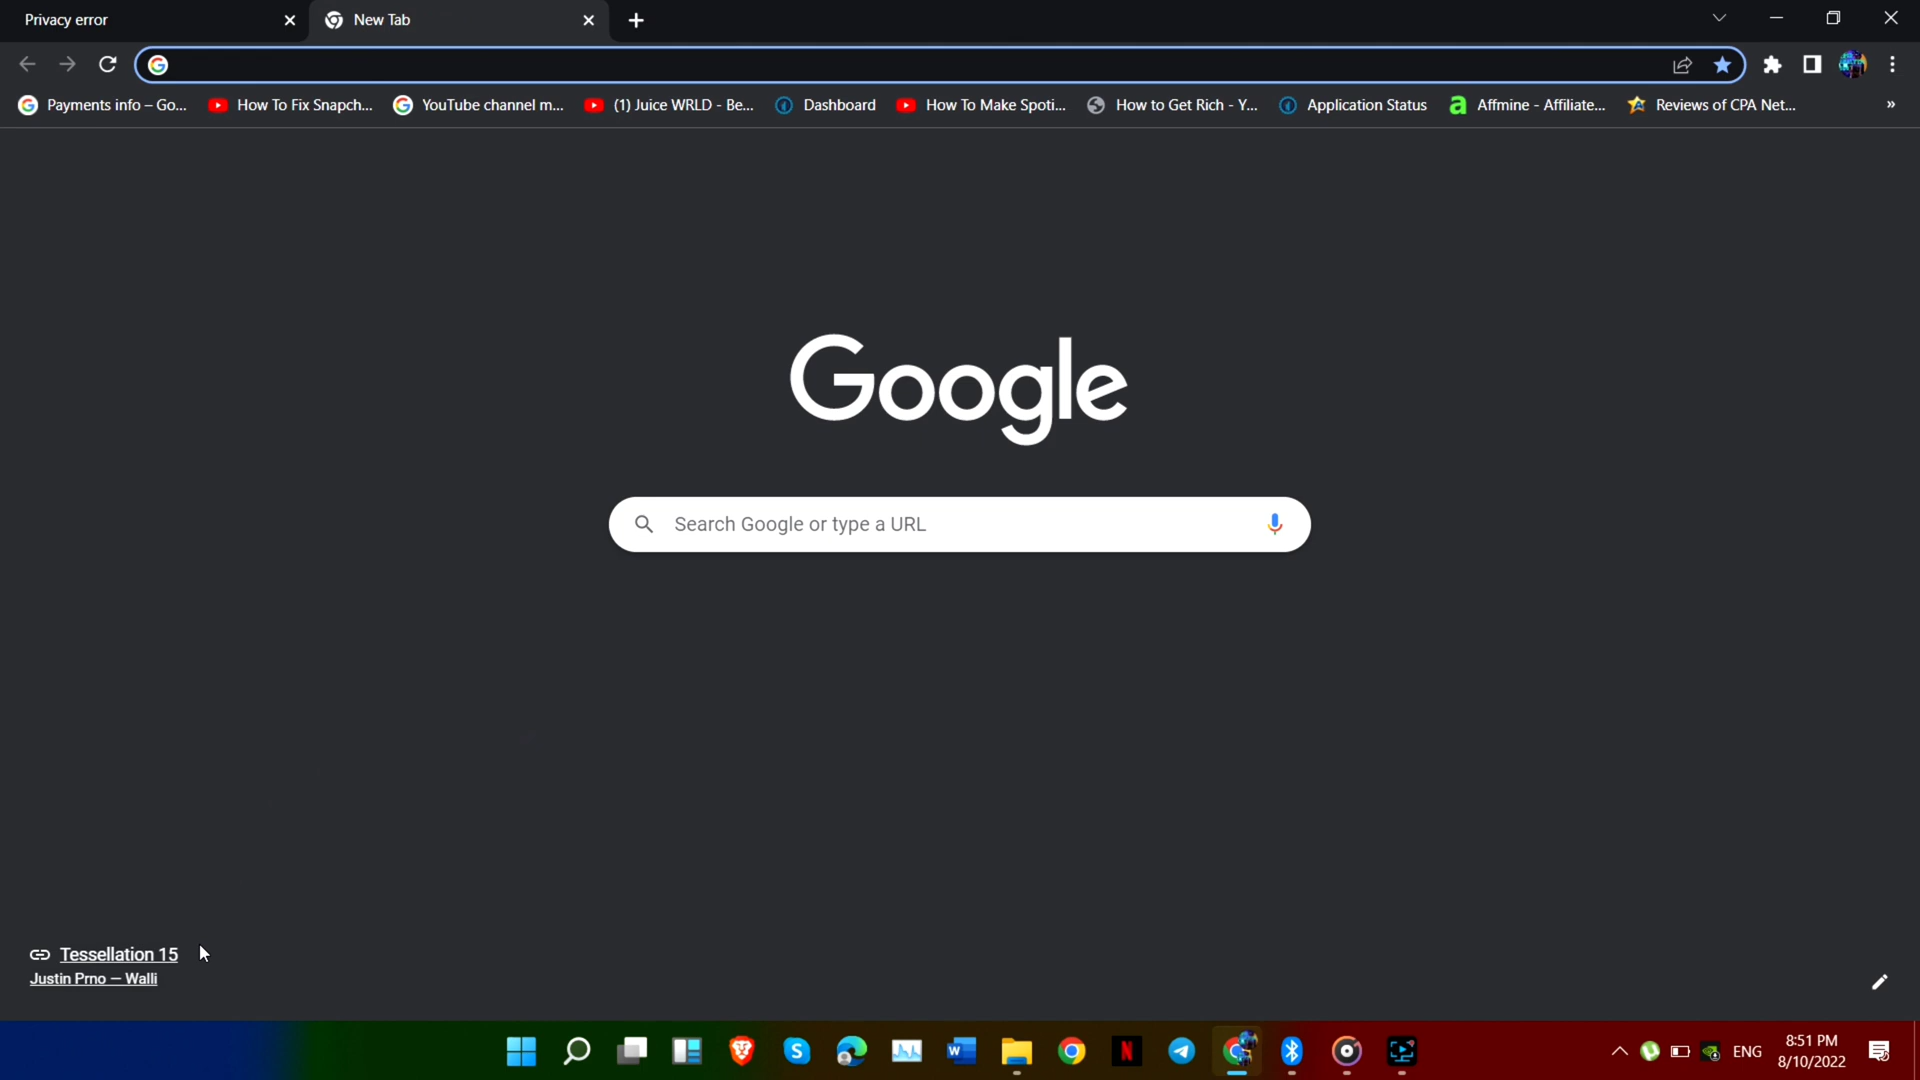 Privacy error
New Tab
Payments info – Go...
How To Fix Snapch...
YouTube channel m...
(1) Juice WRLD - Be...
Dashboard
How To Make Spoti...
How to Get Rich - Y...
Application Status
Affmine - Affiliate...
Reviews of CPA Net...
Google
Search Google or type a URL
Tessellation 15
Justin Prno — Walli
ENG
8:51 PM
8/10/2022